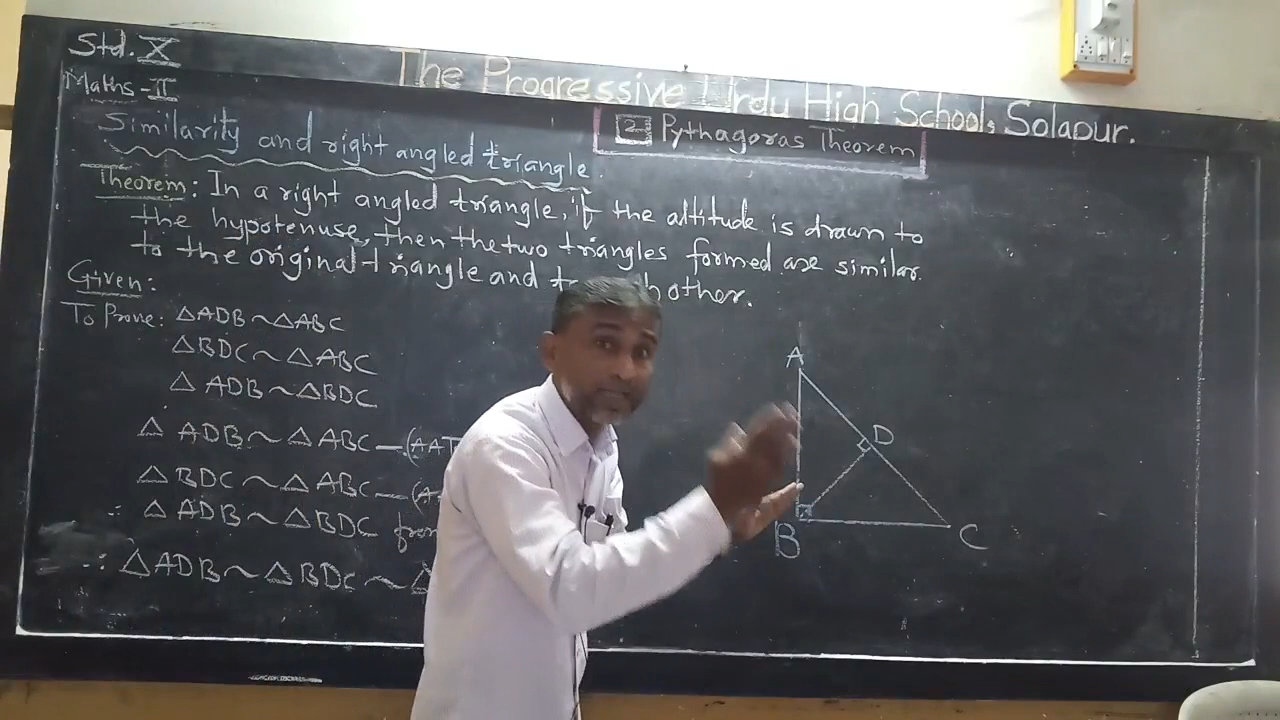 Std. X
The Progressive Urdu High School, Solapur.
Maths-II
2- Pythagoras Theorem
Similarity and right angled triangle.
Theorem: In a right angled triangle, if the altitude is drawn to
the hypotenuse, then the two triangles formed are similar.
to the original triangle and other.
Given:
To Prove: △ADB~△ABC
△BDC~△ABC
△ ADB~△BDC
△ ADB~△ABC—(AAT
△BDC~△ABC—(A
∴ △ADB~△BDC
∴ △ADB~△BDC~△
A
D
B
C